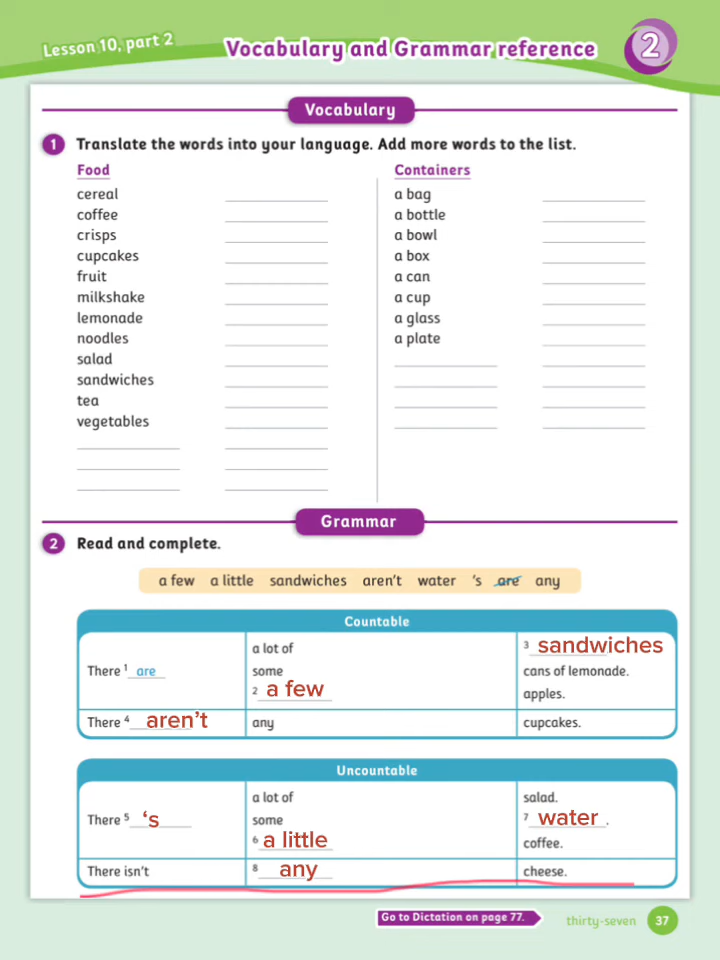 Lesson 10, part 2
Vocabulary and Grammar reference
2
Vocabulary
1 Translate the words into your language. Add more words to the list.
Food
cereal
coffee
crisps
cupcakes
fruit
milkshake
lemonade
noodles
salad
sandwiches
tea
vegetables
Containers
a bag
a bottle
a bowl
a box
a can
a cup
a glass
a plate
Grammar
2 Read and complete.
a few a little sandwiches aren't water 's are any
Countable
There 1 are
a lot of
some
2 a few
3 sandwiches
cans of lemonade.
apples.
There 4 aren't
any
cupcakes.
Uncountable
There 5 ‘s
a lot of
some
6 a little
salad.
7 water.
coffee.
There isn't
8 any
cheese.
Go to Dictation on page 77.
thirty-seven 37